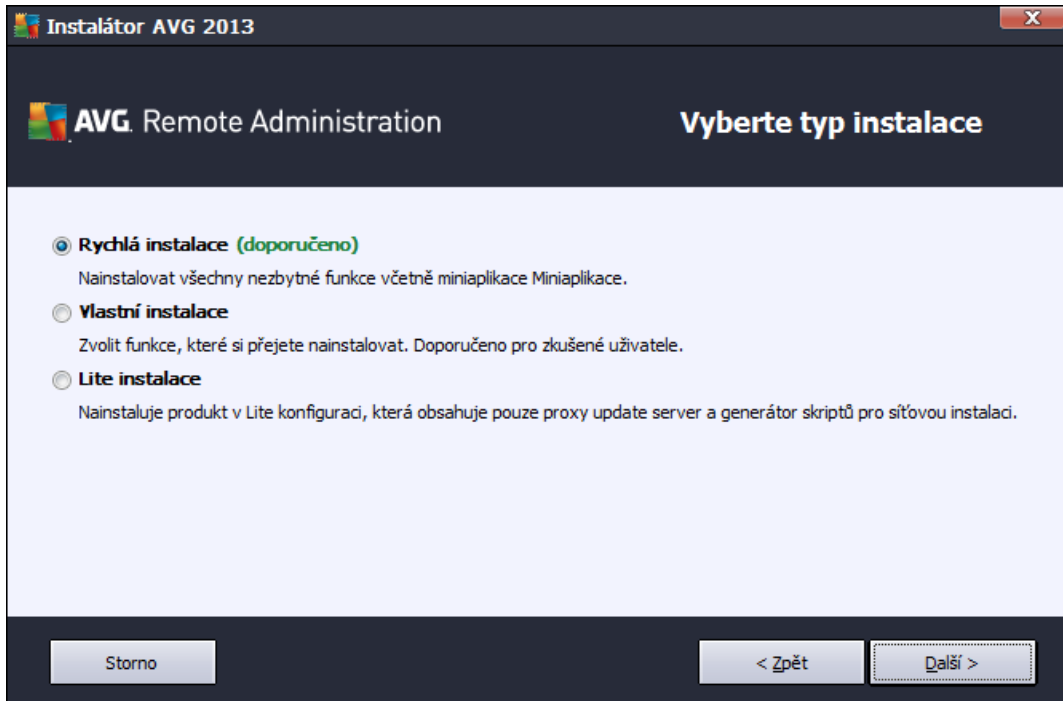 Instalátor AVG 2013
X
AVG. Remote Administration
Vyberte typ instalace
Rychlá instalace (doporučeno)
Nainstalovat všechny nezbytné funkce včetně miniaplikace Miniaplikace.
Vlastní instalace
Zvolit funkce, které si přejete nainstalovat. Doporučeno pro zkušené uživatele.
Lite instalace
Nainstaluje produkt v Lite konfiguraci, která obsahuje pouze proxy update server a generátor skriptů pro síťovou instalaci.
Storno
< Zpět
Další >